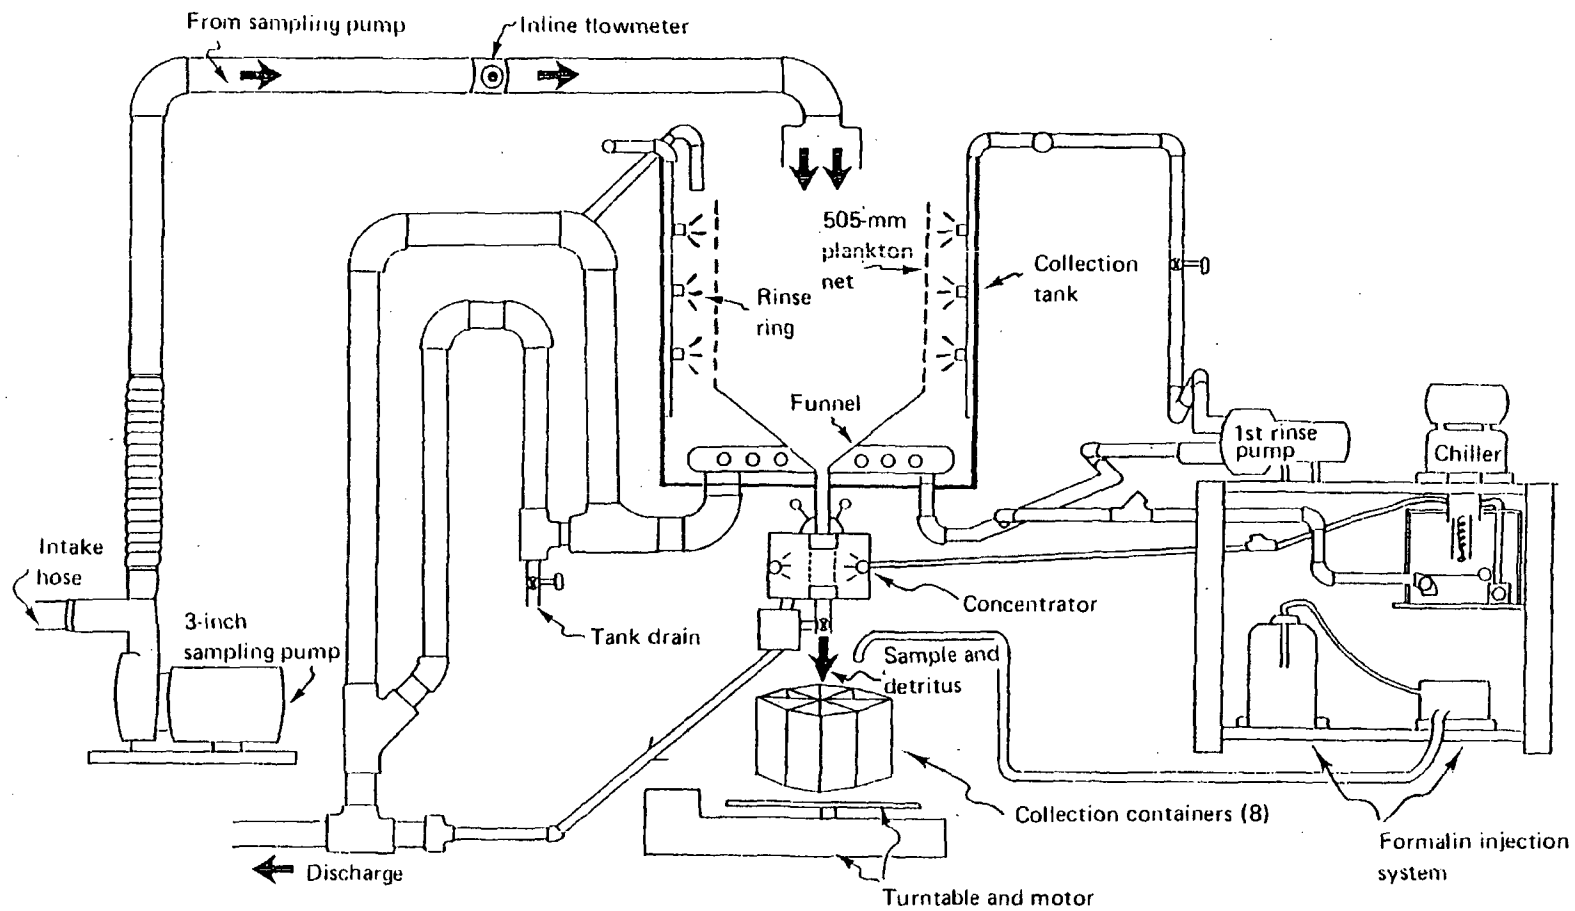 From sampling pump
Inline flowmeter
505-mm
plankton
net
Collection
tank
Rinse
ring
Funnel
1st rinse
pump
Chiller
Intake
hose
3-inch
sampling pump
Tank drain
Concentrator
Sample and
detritus
Collection containers (8)
Formalin injection
system
Discharge
Turntable and motor